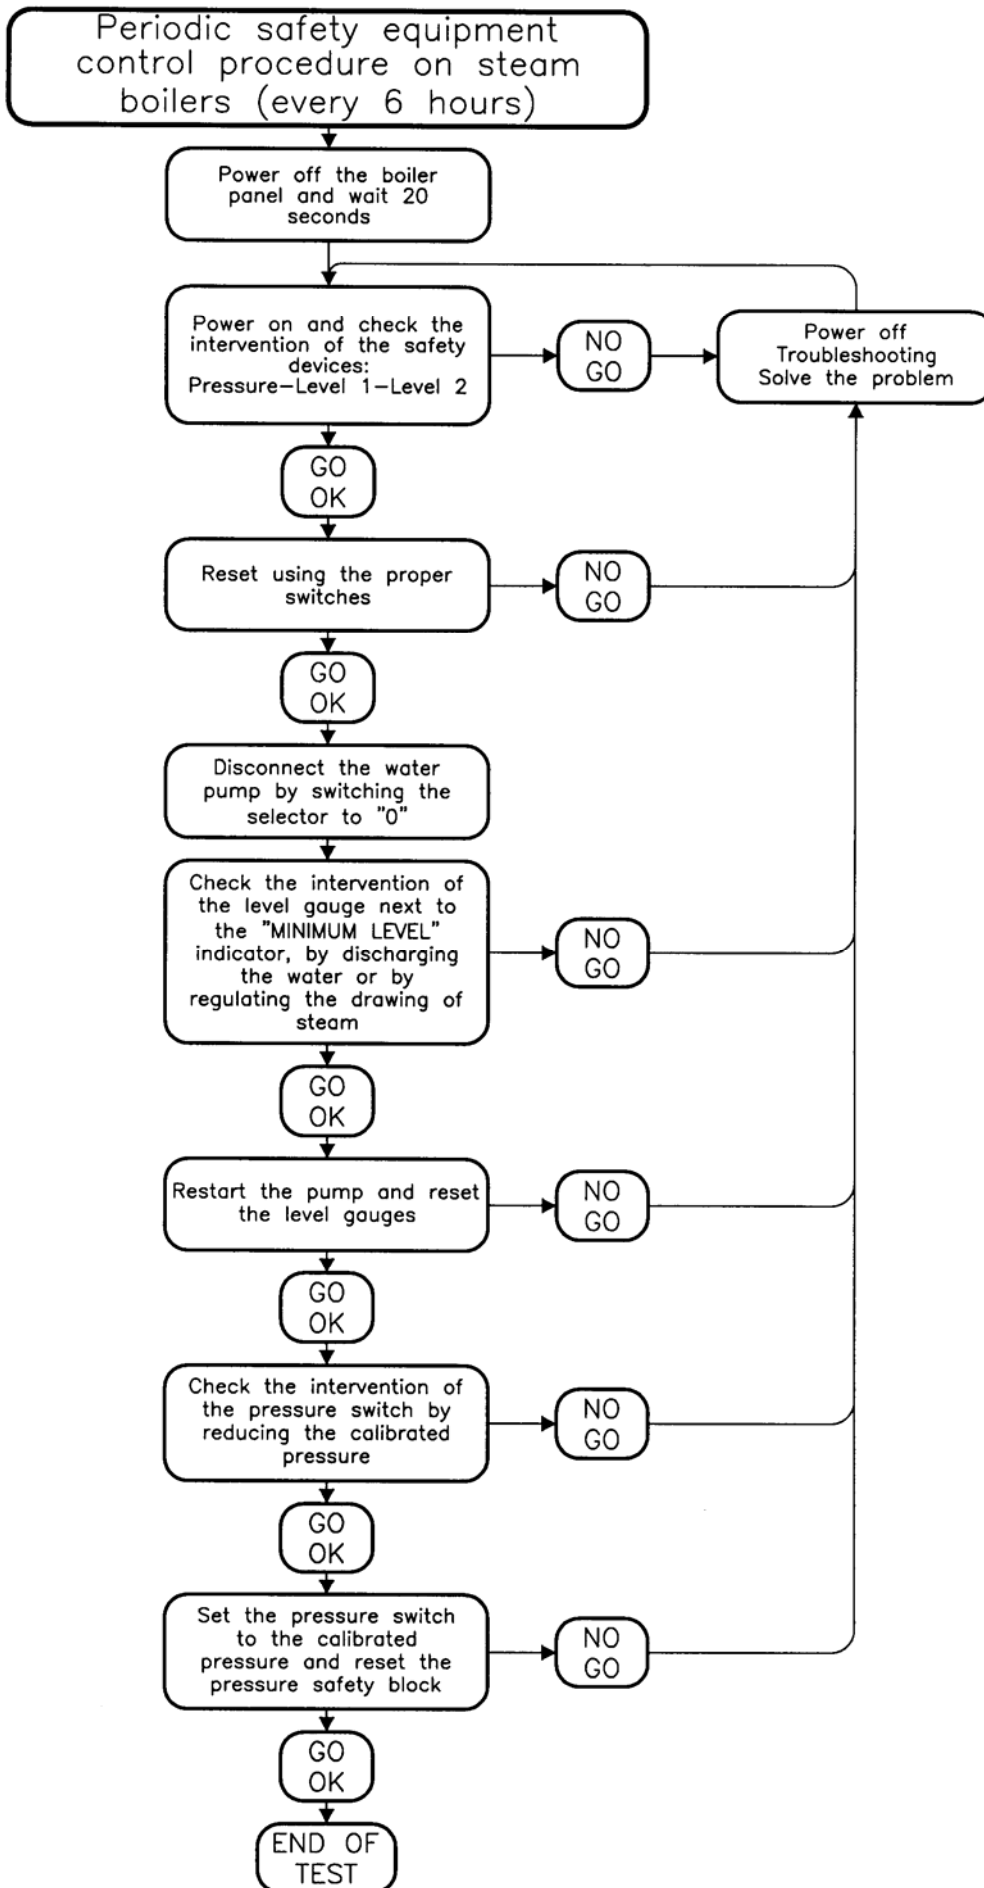 Periodic safety equipment
control procedure on steam
boilers (every 6 hours)
Power off the boiler
panel and wait 20
seconds
Power on and check the
intervention of the safety
devices:
Pressure-Level 1-Level 2
NO
GO
Power off
Troubleshooting
Solve the problem
GO
OK
Reset using the proper
switches
NO
GO
GO
OK
Disconnect the water
pump by switching the
selector to "0"
Check the intervention of
the level gauge next to
the "MINIMUM LEVEL"
indicator, by discharging
the water or by
regulating the drawing of
steam
NO
GO
GO
OK
Restart the pump and reset
the level gauges
NO
GO
GO
OK
Check the intervention of
the pressure switch by
reducing the calibrated
pressure
NO
GO
GO
OK
Set the pressure switch
to the calibrated
pressure and reset the
pressure safety block
NO
GO
GO
OK
END OF
TEST